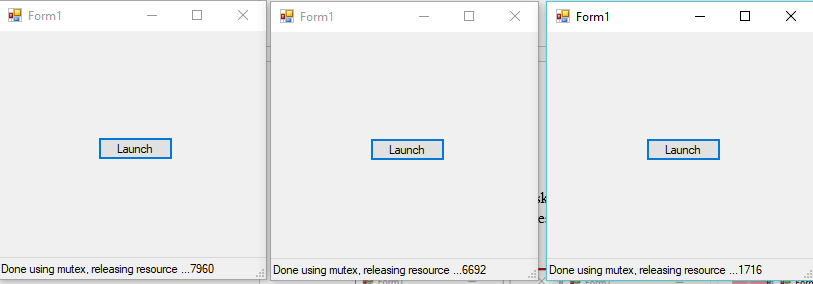 Form1
Launch
Done using mutex, releasing resource ...7960
Form1
Launch
Done using mutex, releasing resource ...6692
Form1
Launch
Done using mutex, releasing resource ...1716
Form1